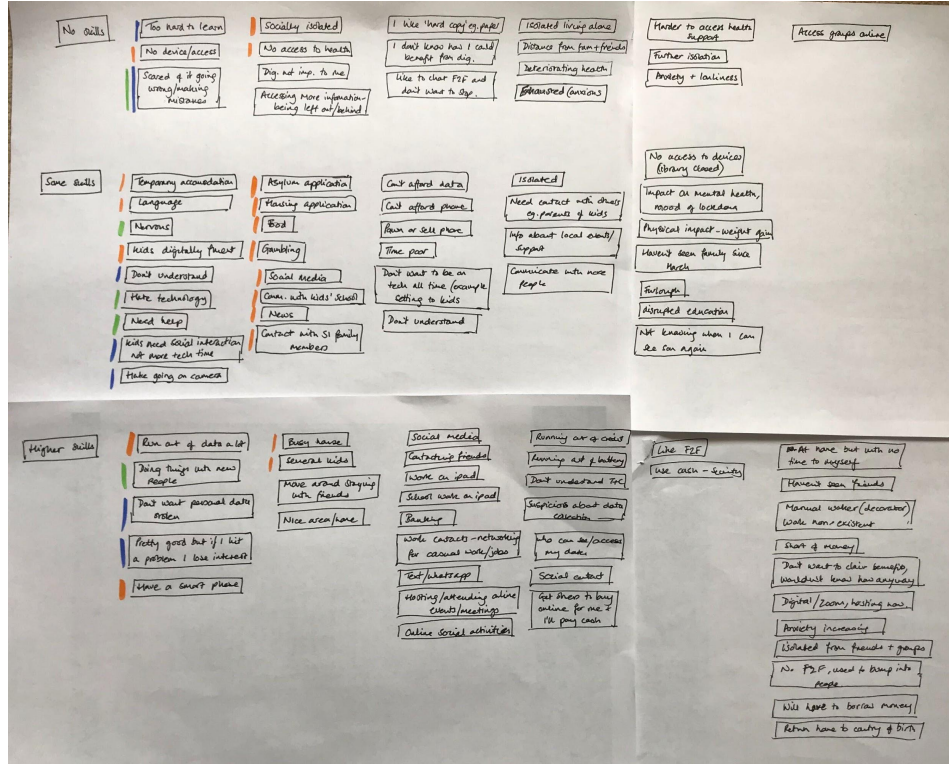 No skills
Too hard to learn
No device/access
Scared of it going
wrong/making
mistakes
Socially isolated
No access to health
Dig. not imp. to me
Accessing more information -
being left out/behind
I like 'hard copy' eg. paper
I don't know how I could
benefit from dig.
Like to chat F2F and
don't want to stop.
Isolated living alone
Distance from fam + friends
Deteriorating health
Exhausted/anxious
Harder to access health
support
Further isolation
Anxiety + lonliness
Access groups online
Some skills
Temporary accomodation
Language
Nervous
Kids digitally fluent
Don't understand
Hate technology
Need help
Kids need social interaction
not more tech time
Hate going on camera
Asylum application
Housing application
Food
Gambling
Social Media
Comm. with kids' school
News
Contact with SI family
members
Can't afford data
Can't afford phone
Pawn or sell phone
Time poor
Don't want to be on
tech all time (example
setting to kids
Don't understand
Isolated
Need contact with others
eg. parents of kids
Info about local events/
support
Communicate with more
people
No access to devices
(library closed)
Impact on mental health,
mood of lockdown
Physical impact - weight gain
Haven't seen family since
March
Furlough
disrupted education
Not knowing when I can
see son again
Higher skills
Run out of data a lot
Doing things with new
people
Don't want personal data
stolen
Pretty good but if I hit
a problem I lose interest
Have a smart phone
Busy house
Several kids
Move around staying
with friends
Nice area/home
Social media
Contacting friends
Work on ipad
School work on ipad
Banking
Work contacts - networking
for casual work/jobs
Text/whatsapp
Hosting/attending online
events/meetings
Online social activities
Running out of credit
Running out of battery
Don't understand T+C
Suspicious about data
who can see/access
my data
Social contact
Get shops to buy
online for me +
I'll pay cash
Like F2F
Use cash - security
At home but with no
time to myself
Haven't seen friends
Manual worker (decorator)
Work non-existent
Short of money
Don't want to claim benefits,
wouldn't know how anyway
Digital/Zoom, hosting now.
Anxiety increasing
Isolated from friends + groups
No F2F, used to bump into
people
Will have to borrow money
Return home to country of birth